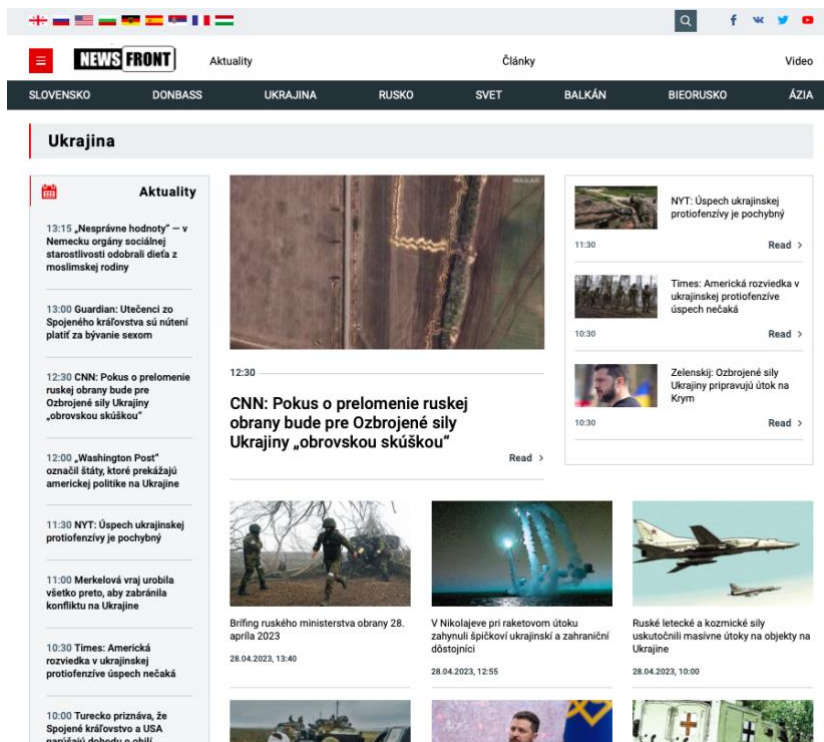 NEWS FRONT
Aktuality
Články
Video
SLOVENSKO
DONBASS
UKRAJINA
RUSKO
SVET
BALKÁN
BIEORUSKO
ÁZIA
Ukrajina
Aktuality
13:15 „Nesprávne hodnoty“ — v
Nemecku orgány sociálnej
starostlivosti odobrali dieťa z
moslimskej rodiny
13:00 Guardian: Utečenci zo
Spojeného kráľovstva sú nútení
platiť za bývanie sexom
12:30 CNN: Pokus o prelomenie
ruskej obrany bude pre
Ozbrojené sily Ukrajiny
„obrovskou skúškou“
12:00 „Washington Post“
označil štáty, ktoré prekážajú
americkej politike na Ukrajine
11:30 NYT: Úspech ukrajinskej
protiofenzívy je pochybný
11:00 Merkelová vraj urobila
všetko preto, aby zabránila
konfliktu na Ukrajine
10:30 Times: Americká
rozviedka v ukrajinskej
protiofenzíve úspech nečaká
10:00 Turecko priznáva, že
Spojené kráľovstvo a USA
narúšajú dohodu o obilí
MAXAR
12:30
CNN: Pokus o prelomenie ruskej
obrany bude pre Ozbrojené sily
Ukrajiny „obrovskou skúškou“
Read >
NYT: Úspech ukrajinskej
protiofenzívy je pochybný
11:30
Read >
Times: Americká rozviedka v
ukrajinskej protiofenzíve
úspech nečaká
10:30
Read >
Zelenskij: Ozbrojené sily
Ukrajiny pripravujú útok na
Krym
10:30
Read >
Brífing ruského ministerstva obrany 28.
apríla 2023
28.04.2023, 13:40
V Nikolajeve pri raketovom útoku
zahynuli špičkoví ukrajinskí a zahraniční
dôstojníci
28.04.2023, 12:55
Ruské letecké a kozmické sily
uskutočnili masívne útoky na objekty na
Ukrajine
28.04.2023, 10:00